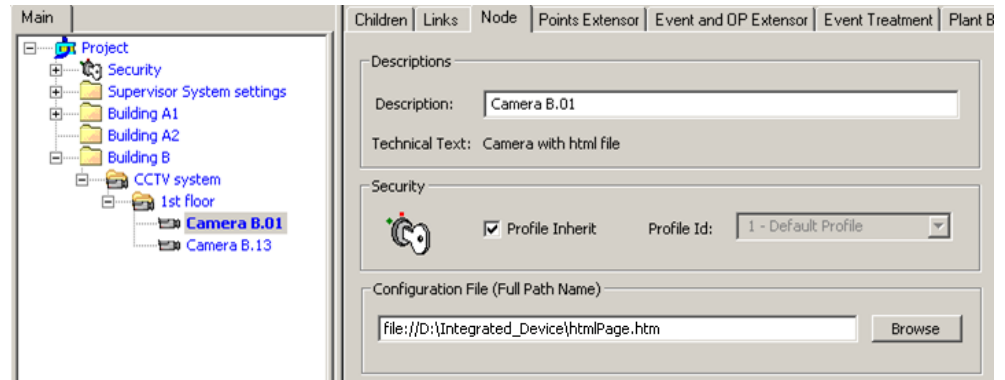 Main
Project
Security
Supervisor System settings
Building A1
Building A2
Building B
CCTV system
1st floor
Camera B.01
Camera B.13
Children Links Node Points Extensor Event and OP Extensor Event Treatment Plant B
Descriptions
Description: Camera B.01
Technical Text: Camera with html file
Security
Profile Inherit Profile Id: 1 - Default Profile
Configuration File (Full Path Name)
file://D:\Integrated_Device\htmlPage.htm Browse